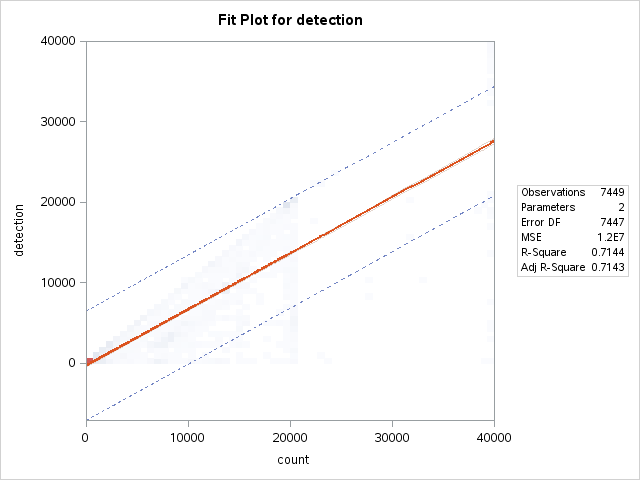 Fit Plot for detection
40000
30000
20000
10000
0
detection
0
10000
20000
30000
40000
count
Observations 7449
Parameters 2
Error DF 7447
MSE 1.2E7
R-Square 0.7144
Adj R-Square 0.7143